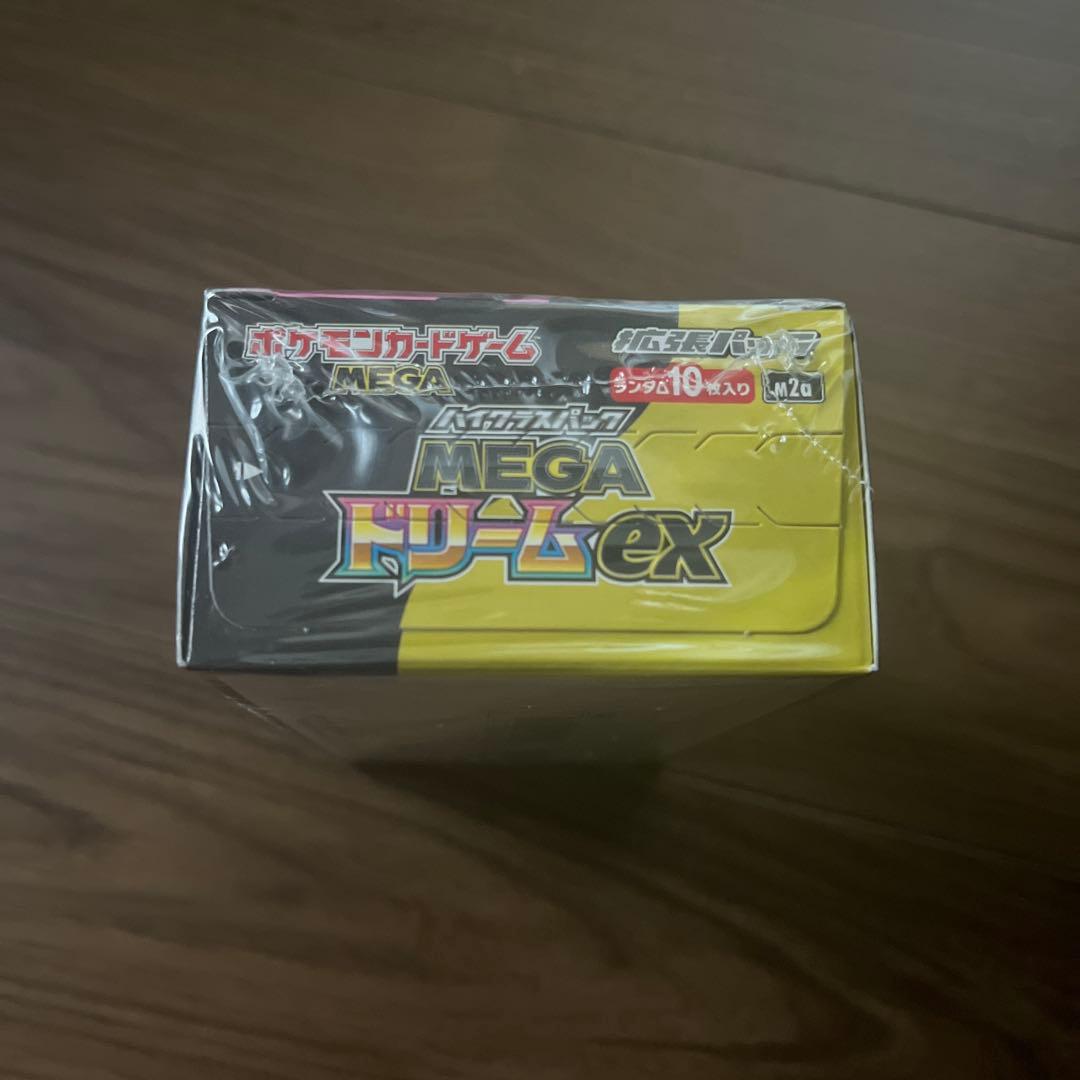 ポケモンカードゲーム
MEGA
拡張パック
ランダム10枚入り
M2a
ハイクラスパック
MEGA
ドリームex